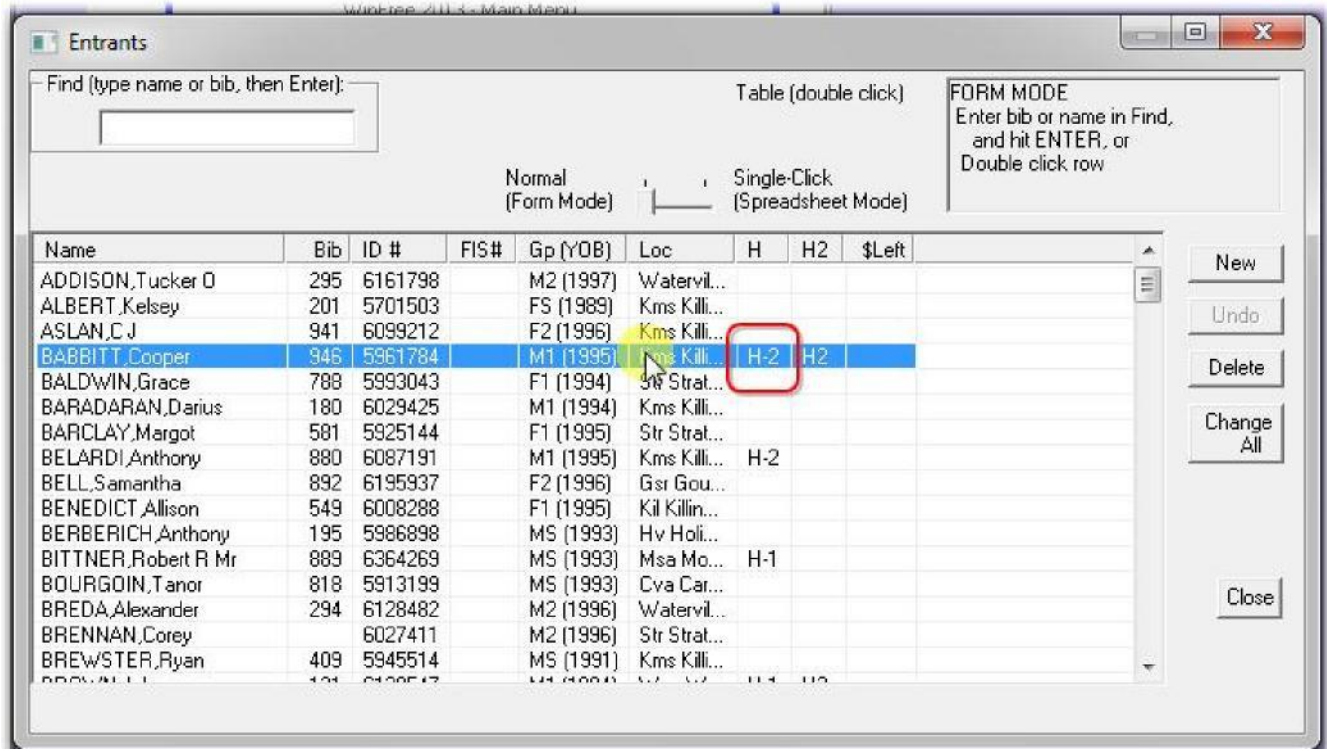 WinFree 2013 - Main Menu
Entrants
Find (type name or bib, then Enter):
Table (double click)
FORM MODE
Enter bib or name in Find,
and hit ENTER, or
Double click row
Normal
(Form Mode)
Single-Click
(Spreadsheet Mode)
Name Bib ID # FIS# Gp (YOB) Loc H H2 $Left
ADDISON,Tucker O 295 6161798 M2 (1997) Watervil...
ALBERT,Kelsey 201 5701503 FS (1989) Kms Killi...
ASLAN,C J 941 6099212 F2 (1996) Kms Killi...
BABBITT,Cooper 946 5961784 M1 (1995) Kms Killi... H-2 H2
BALDWIN,Grace 788 5993043 F1 (1994) Str Strat...
BARADARAN,Darius 180 6029425 M1 (1994) Kms Killi...
BARCLAY,Margot 581 5925144 F1 (1995) Str Strat...
BELARDI,Anthony 880 6087191 M1 (1995) Kms Killi... H-2
BELL,Samantha 892 6195937 F2 (1996) Gsr Gou...
BENEDICT,Allison 549 6008288 F1 (1995) Kil Killin...
BERBERICH,Anthony 195 5986898 MS (1993) Hv Holi...
BITTNER,Robert R Mr 889 6364269 MS (1993) Msa Mo... H-1
BOURGOIN,Tanor 818 5913199 MS (1993) Cva Car...
BREDA,Alexander 294 6128482 M2 (1996) Watervil...
BRENNAN,Corey 6027411 M2 (1996) Str Strat...
BREWSTER,Ryan 409 5945514 MS (1991) Kms Killi...
New
Undo
Delete
Change
All
Close